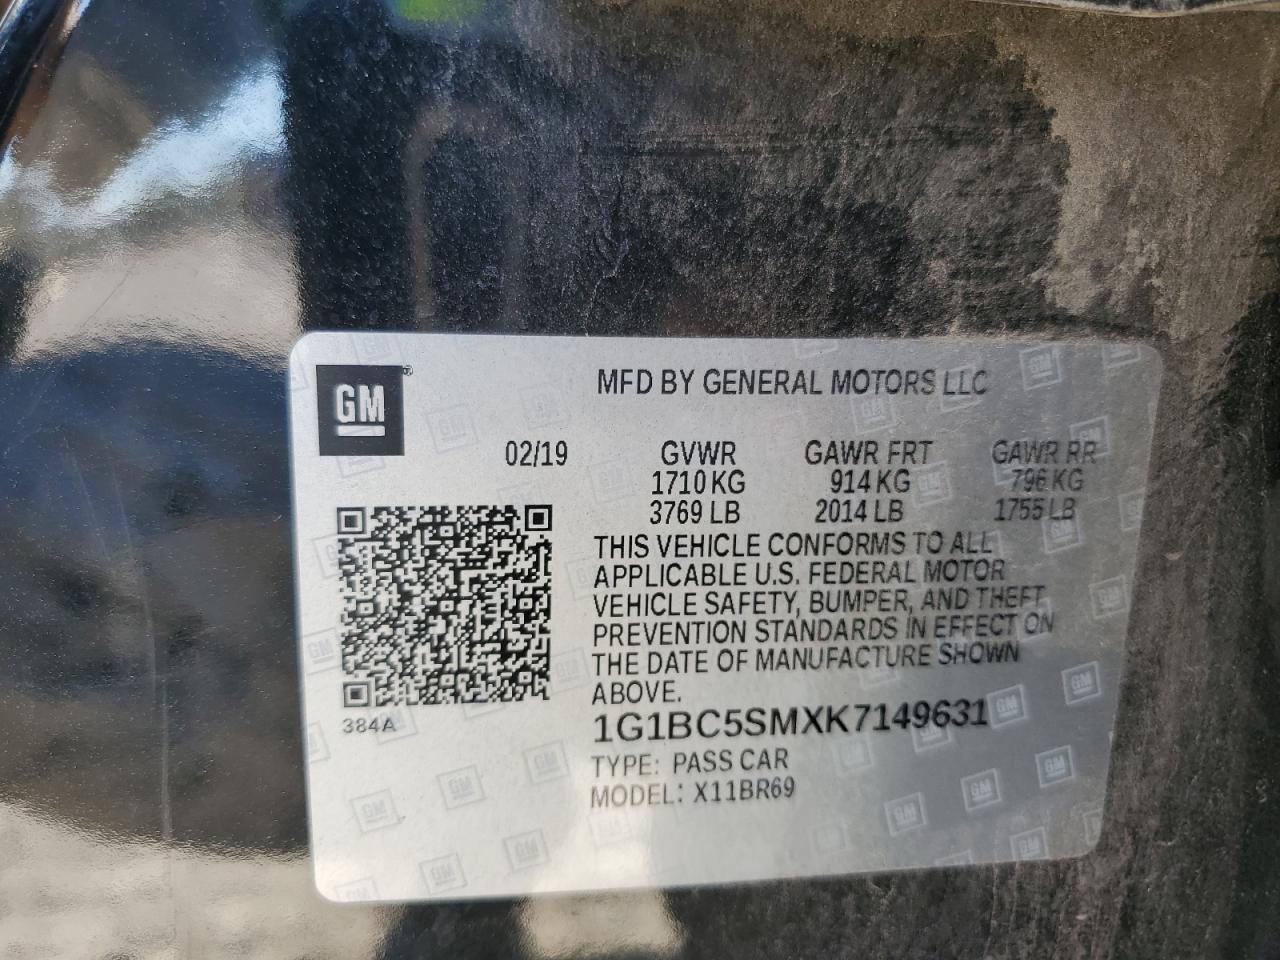 GM
MFD BY GENERAL MOTORS LLC
02/19 GVWR GAWR FRT GAWR RR
1710 KG 914 KG 796 KG
3769 LB 2014 LB 1755 LB
THIS VEHICLE CONFORMS TO ALL
APPLICABLE U.S. FEDERAL MOTOR
VEHICLE SAFETY, BUMPER, AND THEFT
PREVENTION STANDARDS IN EFFECT ON
THE DATE OF MANUFACTURE SHOWN
ABOVE.
384A
1G1BC5SMXK7149631
TYPE: PASS CAR
MODEL: X11BR69